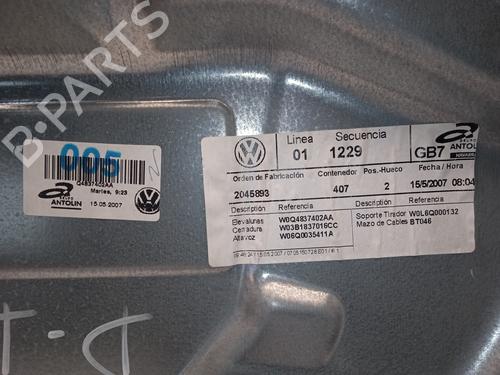 B-PARTS
005
Q4837402AA
Martes, 9:23
ANTOLIN
15.05.2007
Linea Secuencia
01 1229
GB7
ANTOLIN
Orden de Fabricación Contenedor Pos.-Hueco Fecha / Hora
2045893 407 2 15/5/2007 08:04
Descripción Referencia Descripción Referencia
Elevalunas W0Q4837402AA Soporte Tirador W0L6Q000132
Cerradura W03B1837016CC Mazo de Cables BT046
Altavoz W06Q0035411A